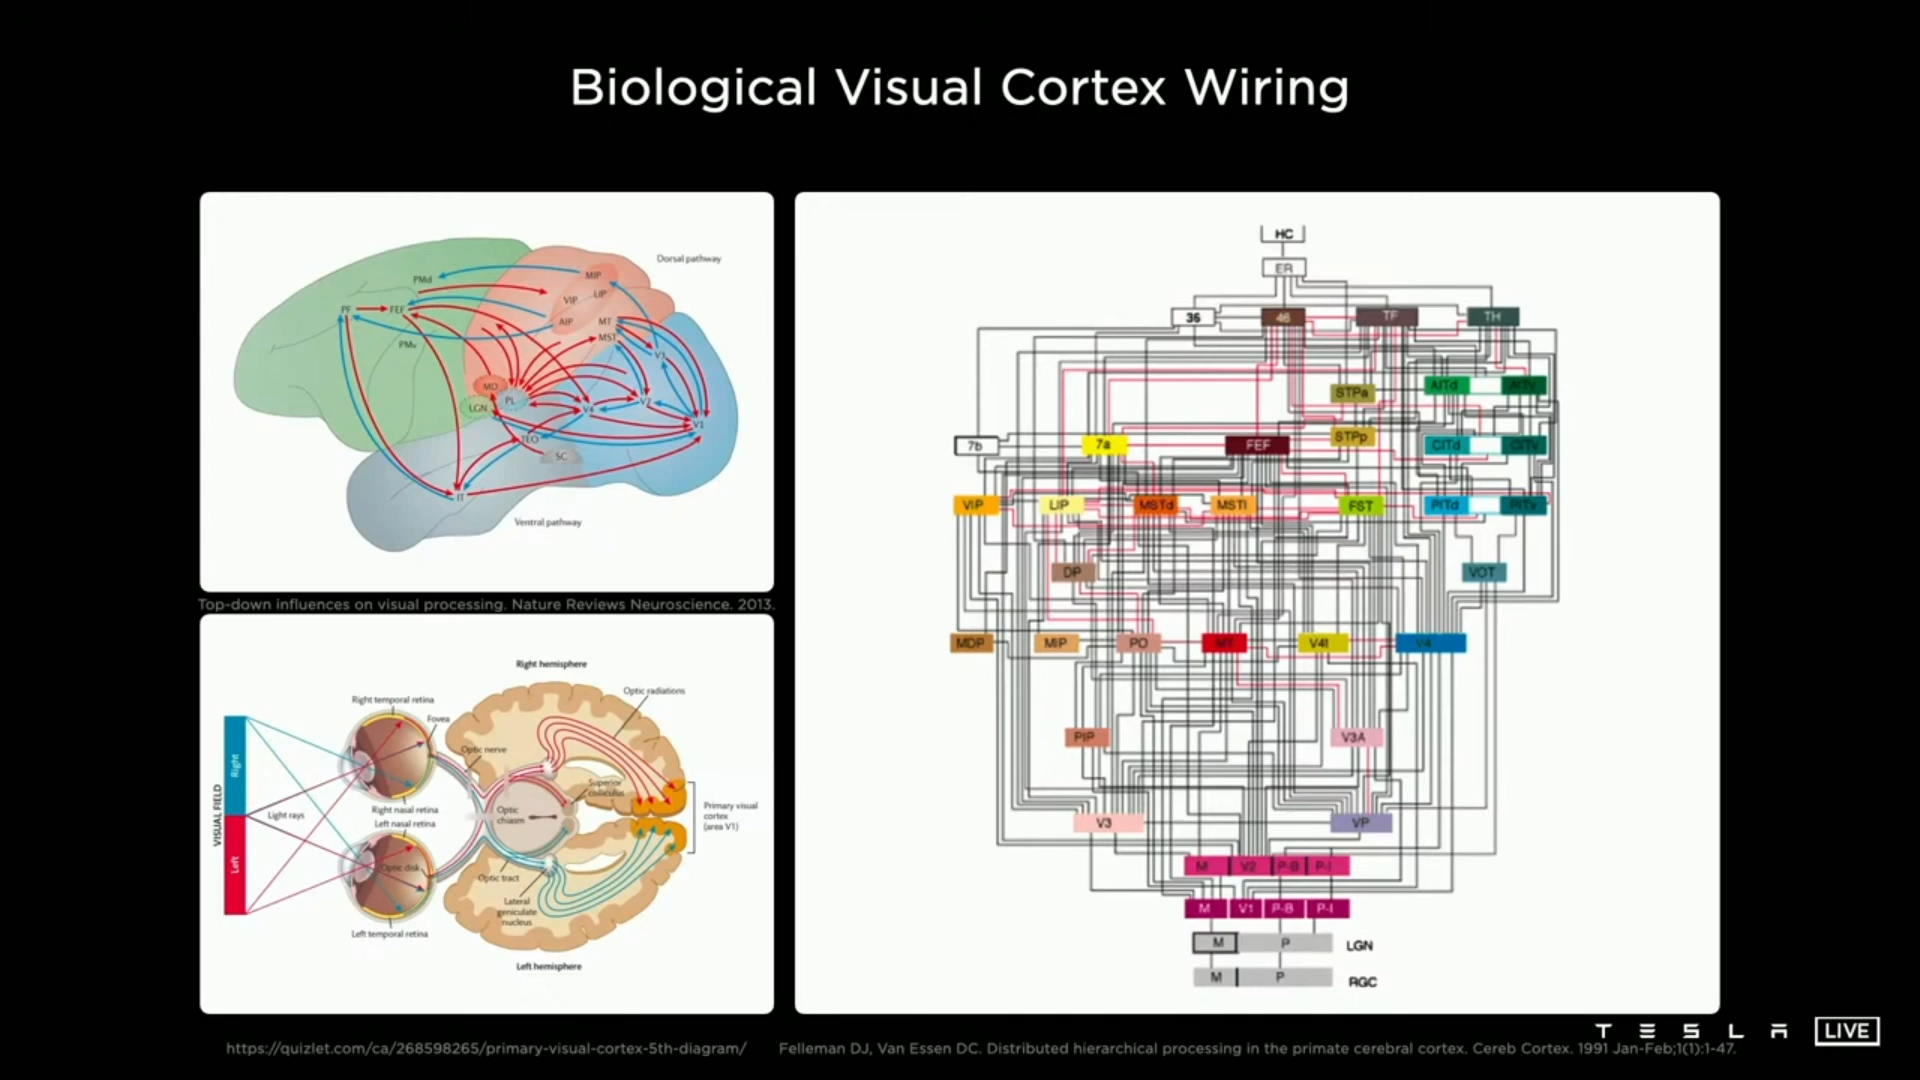 Biological Visual Cortex Wiring
Dorsal pathway
PMd
MIP
VIP
LIP
PF
FEF
AIP
MT
MST
PMv
V3
MD
PL
LGN
V4
V2
V1
TEO
SC
IT
Ventral pathway
Top-down influences on visual processing. Nature Reviews Neuroscience. 2013.
Right hemisphere
Optic radiations
Right temporal retina
Fovea
Optic nerve
VISUAL FIELD
Right
Left
Light rays
Right nasal retina
Left nasal retina
Optic disk
Left temporal retina
Optic
chiasm
Superior
colliculus
Primary visual
cortex
(area V1)
Optic tract
Lateral
geniculate
nucleus
Left hemisphere
https://quizlet.com/ca/268598265/primary-visual-cortex-5th-diagram/
HC
ER
36
46
TF
TH
STPa
AITd
AITv
7b
7a
FEF
STPp
CITd
CITv
VIP
LIP
MSTd
MSTl
FST
PITd
PITv
DP
VOT
MDP
MIP
PO
MT
V4t
V4
PIP
V3A
V3
VP
M V2 P-B P-I
M V1 P-B P-I
M P LGN
M P RGC
Felleman DJ, Van Essen DC. Distributed hierarchical processing in the primate cerebral cortex. Cereb Cortex. 1991 Jan-Feb;1(1):1-47.
TESLA LIVE